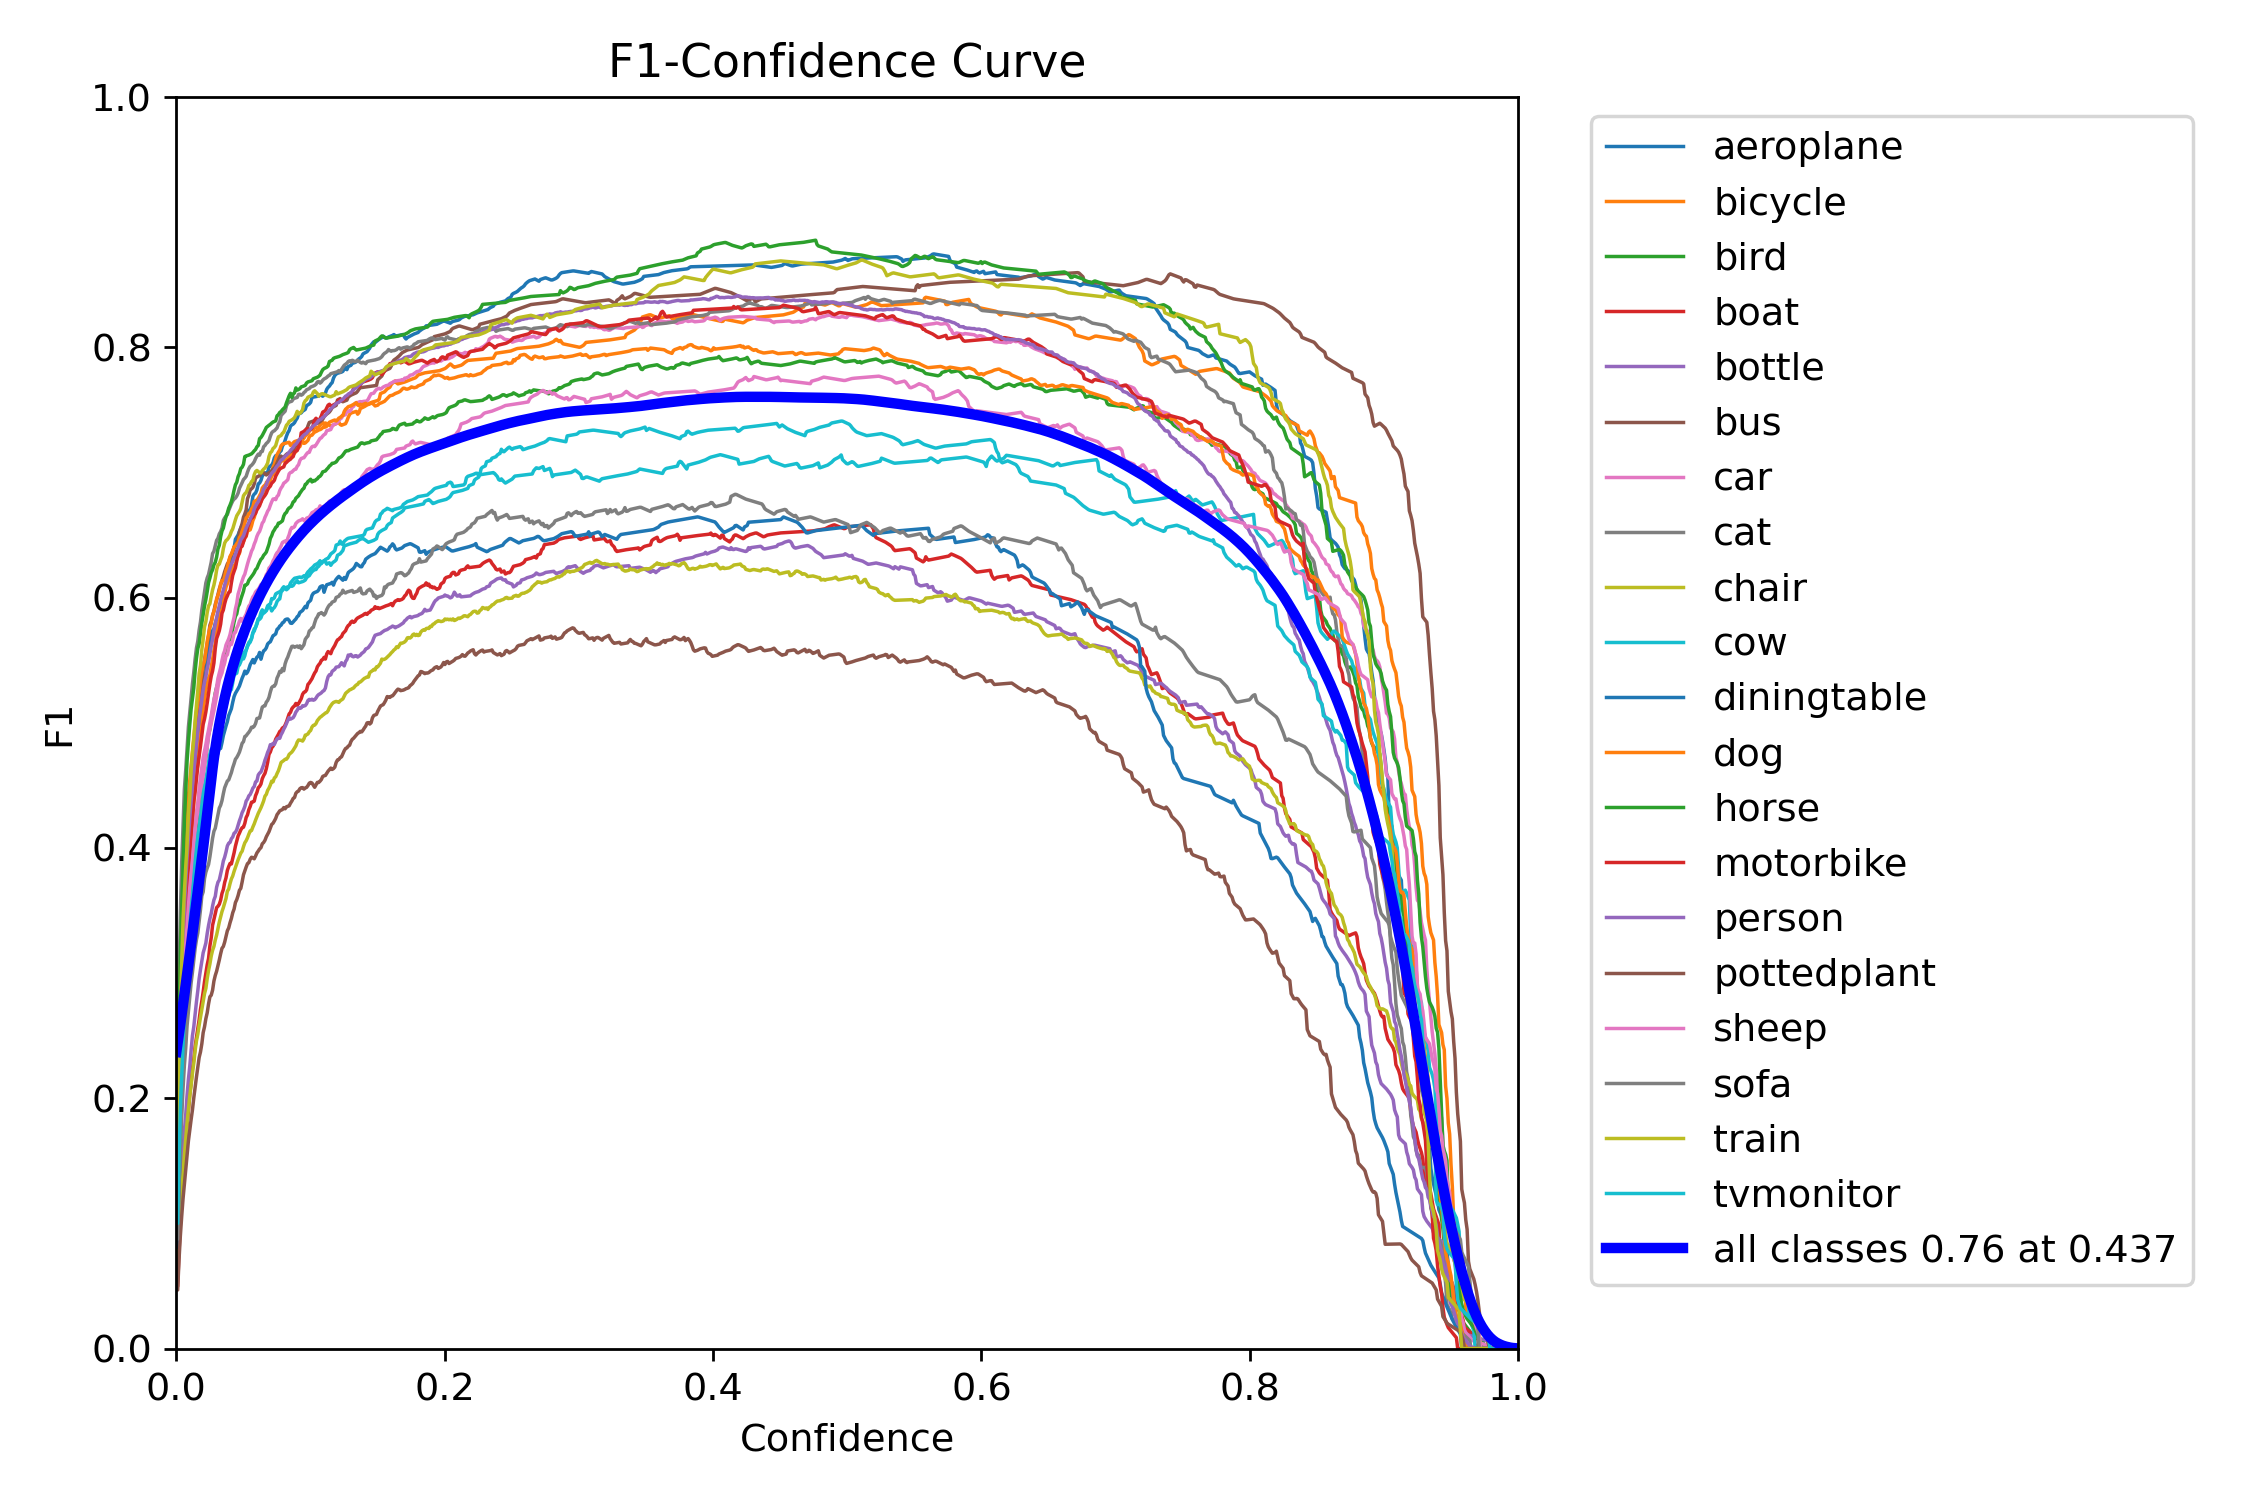 F1-Confidence Curve
1.0
0.8
0.6
0.4
0.2
0.0
F1
0.0 0.2 0.4 0.6 0.8 1.0
Confidence
aeroplane
bicycle
bird
boat
bottle
bus
car
cat
chair
cow
diningtable
dog
horse
motorbike
person
pottedplant
sheep
sofa
train
tvmonitor
all classes 0.76 at 0.437